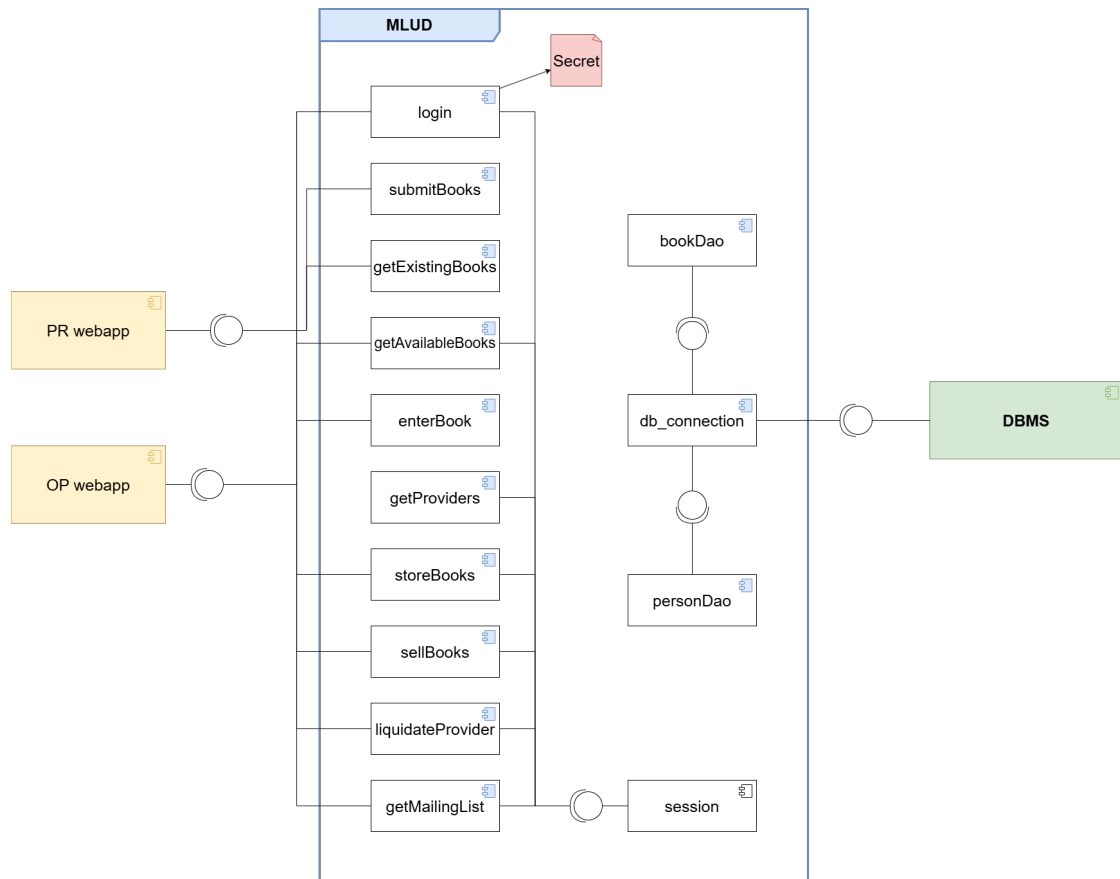 MLUD
Secret
login
submitBooks
getExistingBooks
getAvailableBooks
enterBook
getProviders
storeBooks
sellBooks
liquidateProvider
getMailingList
PR webapp
OP webapp
bookDao
db_connection
personDao
session
DBMS